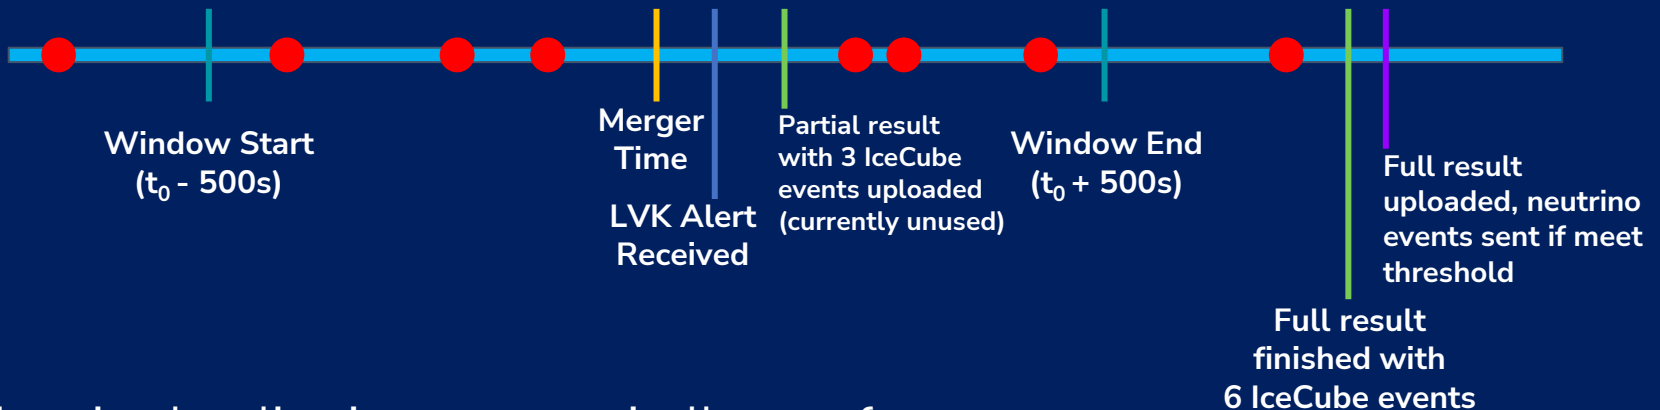 Window Start
(t0 - 500s)
Merger
Time
LVK Alert
Received
Partial result
with 3 IceCube
events uploaded
(currently unused)
Window End
(t0 + 500s)
Full result
uploaded, neutrino
events sent if meet
threshold
Full result
finished with
6 IceCube events